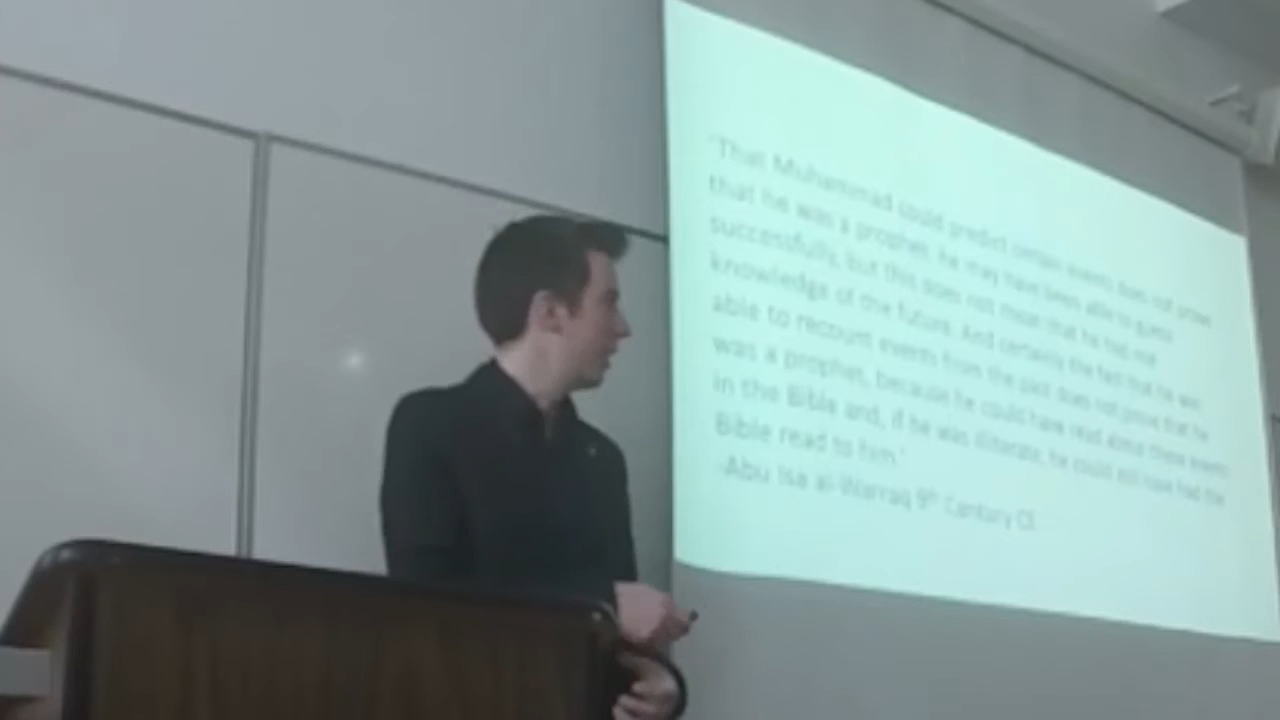 'That Muhammad could predict certain events does not prove
that he was a prophet: he may have been able to guess
successfully, but this does not mean that he had real
knowledge of the future. And certainly the fact that he was
able to recount events from the past does not prove that he
was a prophet, because he could have read about those events
in the Bible and, if he was illiterate, he could still have had the
Bible read to him.'
-Abu Isa al-Warraq 9th Century CE